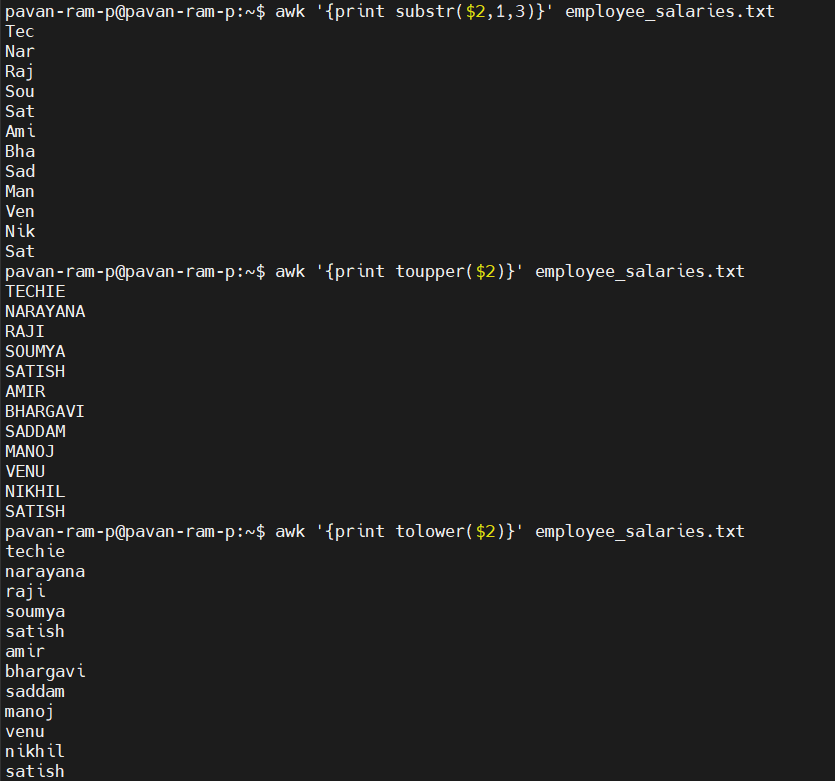 pavan-ram-p@pavan-ram-p:~$ awk '{print substr($2,1,3)}' employee_salaries.txt
Tec
Nar
Raj
Sou
Sat
Ami
Bha
Sad
Man
Ven
Nik
Sat
pavan-ram-p@pavan-ram-p:~$ awk '{print toupper($2)}' employee_salaries.txt
TECHIE
NARAYANA
RAJI
SOUMYA
SATISH
AMIR
BHARGAVI
SADDAM
MANOJ
VENU
NIKHIL
SATISH
pavan-ram-p@pavan-ram-p:~$ awk '{print tolower($2)}' employee_salaries.txt
techie
narayana
raji
soumya
satish
amir
bhargavi
saddam
manoj
venu
nikhil
satish